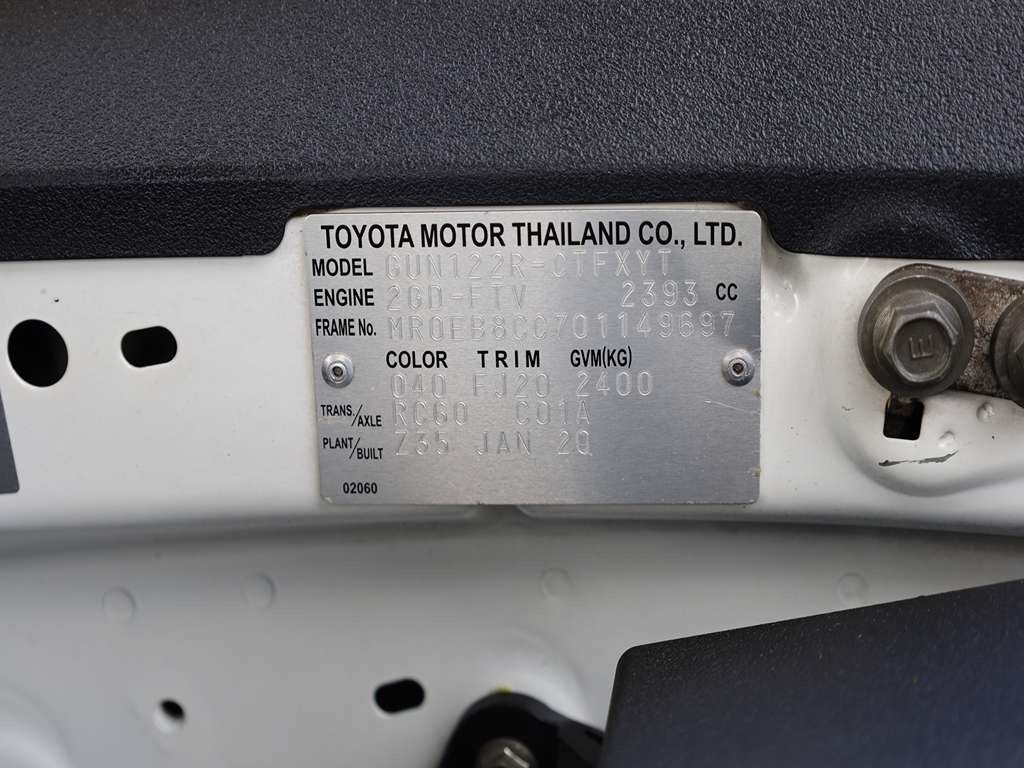 TOYOTA MOTOR THAILAND CO., LTD.
MODEL GUN122R-CTFXYT
ENGINE 2GD-FTV 2393 CC
FRAME No. MR0EB8CC701149697
COLOR TRIM GVM(KG)
040 FJ20 2400
TRANS./AXLE RC60 C01A
PLANT/BUILT Z35 JAN 20
02060
E